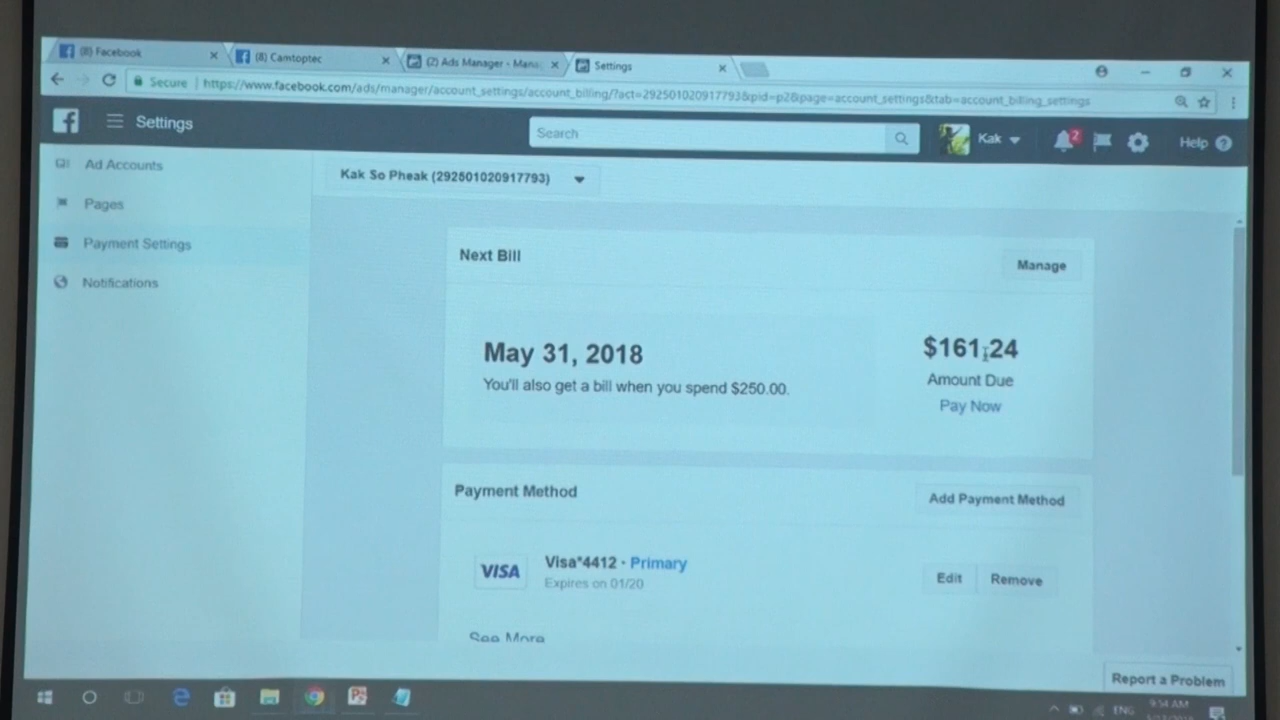 (8) Facebook
(8) Camtoptec
(2) Ads Manager - Mana
Settings
Secure
https://www.facebook.com/ads/manager/account_settings/account_billing/?act=292501020917793&pid=p2&page=account_settings&tab=account_billing_settings
Settings
Search
Kak
2
Help
Ad Accounts
Pages
Payment Settings
Notifications
Kak So Pheak (292501020917793)
Next Bill
Manage
May 31, 2018
You'll also get a bill when you spend $250.00.
$161.24
Amount Due
Pay Now
Payment Method
Add Payment Method
VISA
Visa*4412 · Primary
Expires on 01/20
Edit
Remove
See More
Report a Problem
ENG
9:54 AM